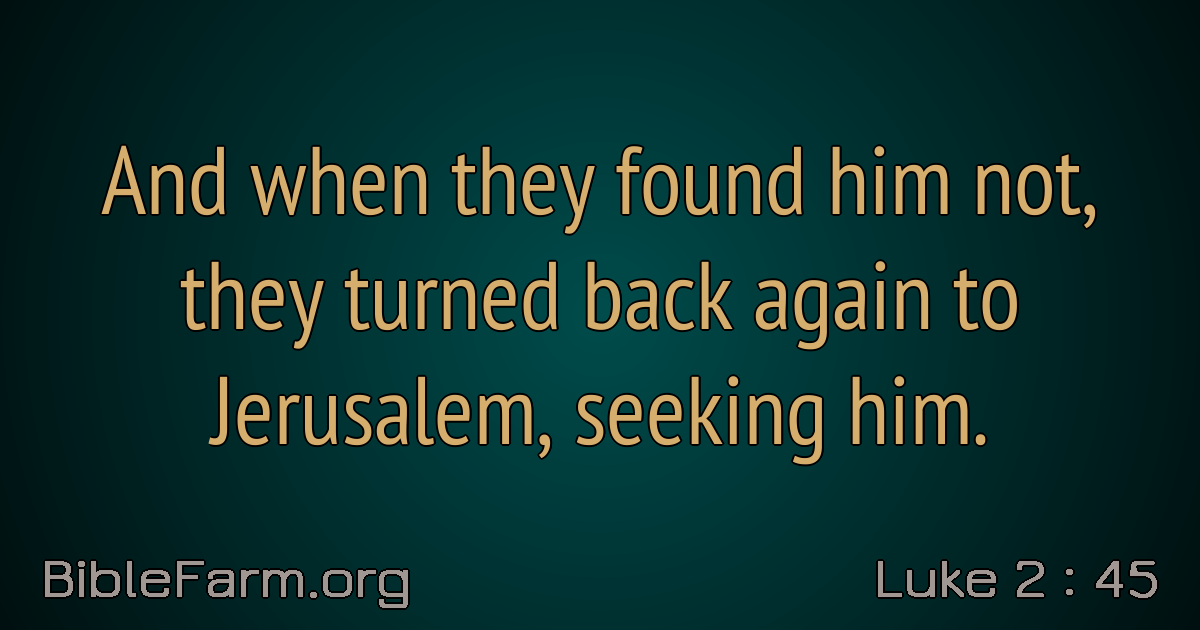 And when they found him not,
they turned back again to
Jerusalem, seeking him.
BibleFarm.org
Luke 2 : 45